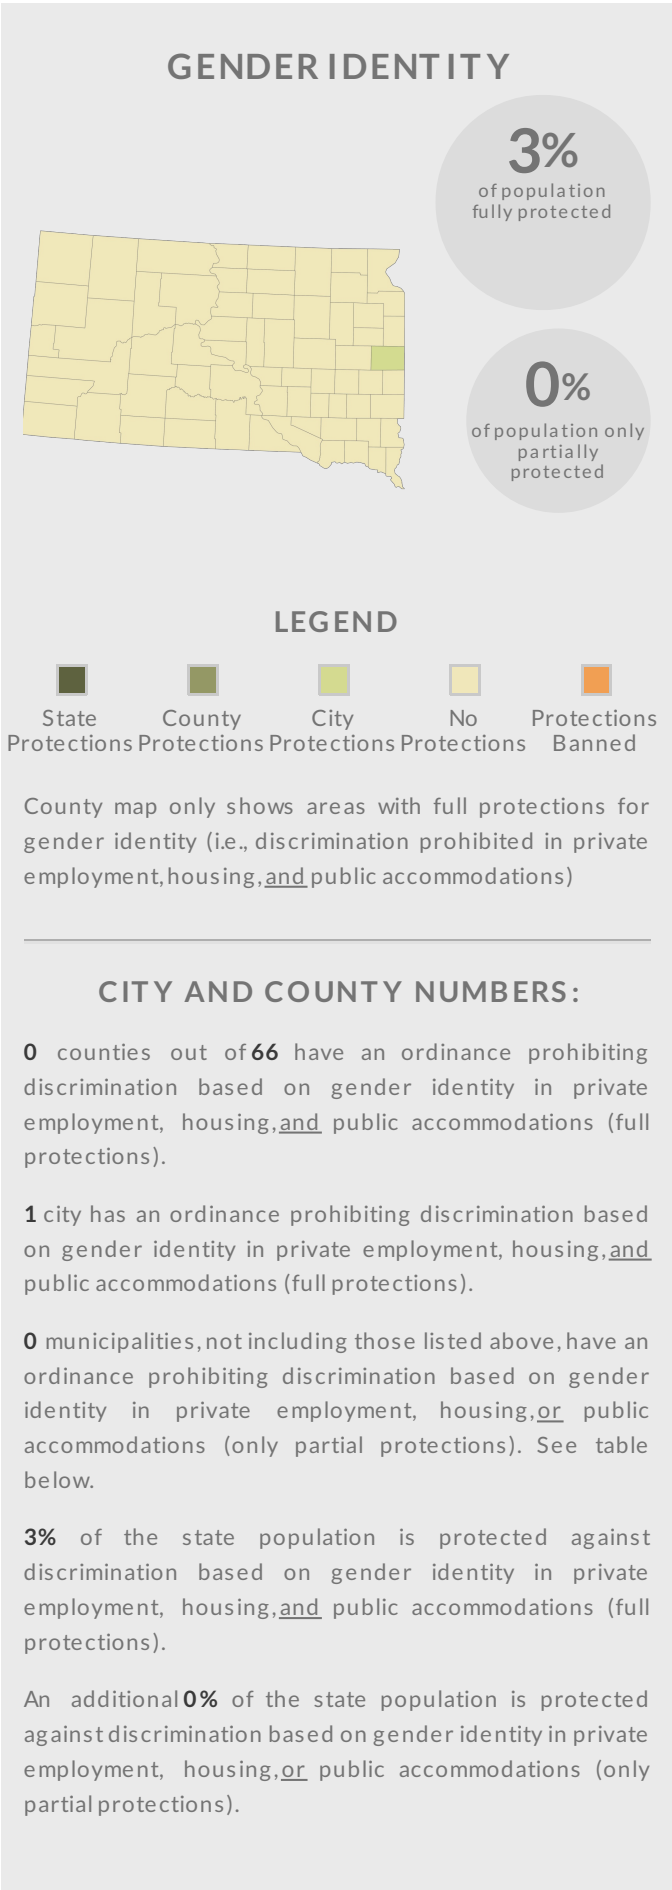 GENDER IDENTITY
3%
of population
fully protected
0%
of population only
partially
protected
LEGEND
State
Protections
County
Protections
City
Protections
No
Protections
Protections
Banned
County map only shows areas with full protections for
gender identity (i.e., discrimination prohibited in private
employment, housing, and public accommodations)
CITY AND COUNTY NUMBERS:
0 counties out of 66 have an ordinance prohibiting
discrimination based on gender identity in private
employment, housing, and public accommodations (full
protections).
1 city has an ordinance prohibiting discrimination based
on gender identity in private employment, housing, and
public accommodations (full protections).
0 municipalities, not including those listed above, have an
ordinance prohibiting discrimination based on gender
identity in private employment, housing, or public
accommodations (only partial protections). See table
below.
3% of the state population is protected against
discrimination based on gender identity in private
employment, housing, and public accommodations (full
protections).
An additional 0% of the state population is protected
against discrimination based on gender identity in private
employment, housing, or public accommodations (only
partial protections).